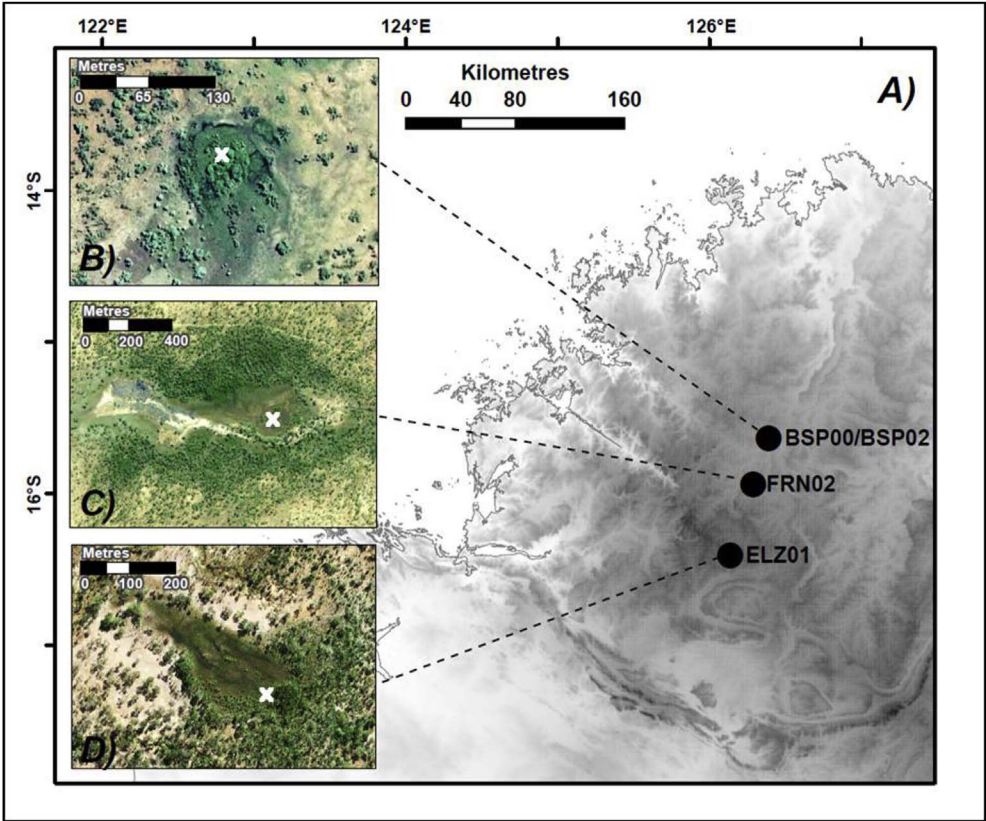 122°E 124°E 126°E
Metres
0 65 130
B)
Kilometres
0 40 80 160
A)
14°S
Metres
0 200 400
C)
BSP00/BSP02
16°S
FRN02
ELZ01
Metres
0 100 200
D)